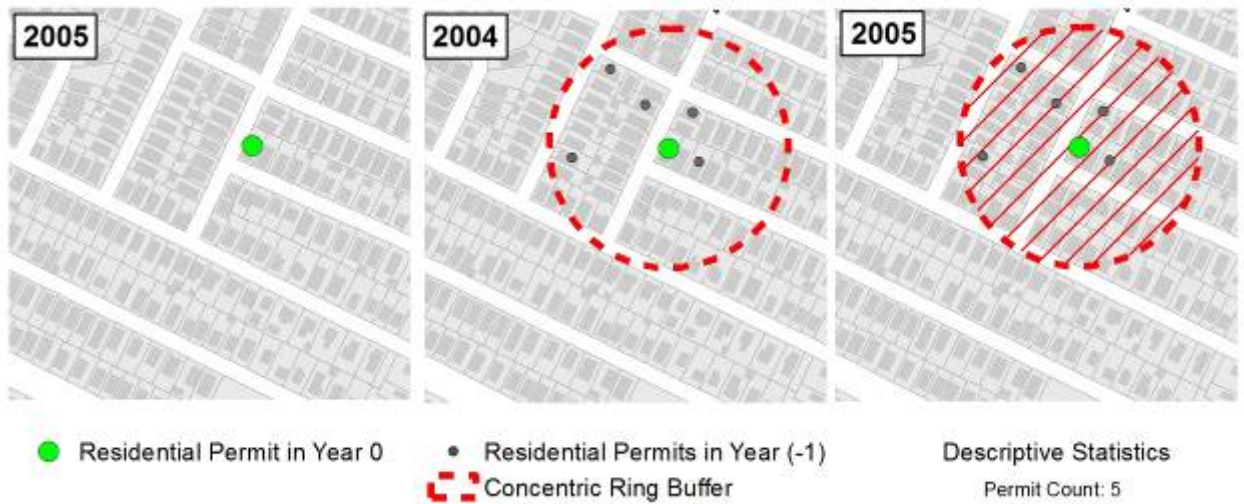 2005
2004
2005
Residential Permit in Year 0
Residential Permits in Year (-1)
Concentric Ring Buffer
Descriptive Statistics
Permit Count: 5